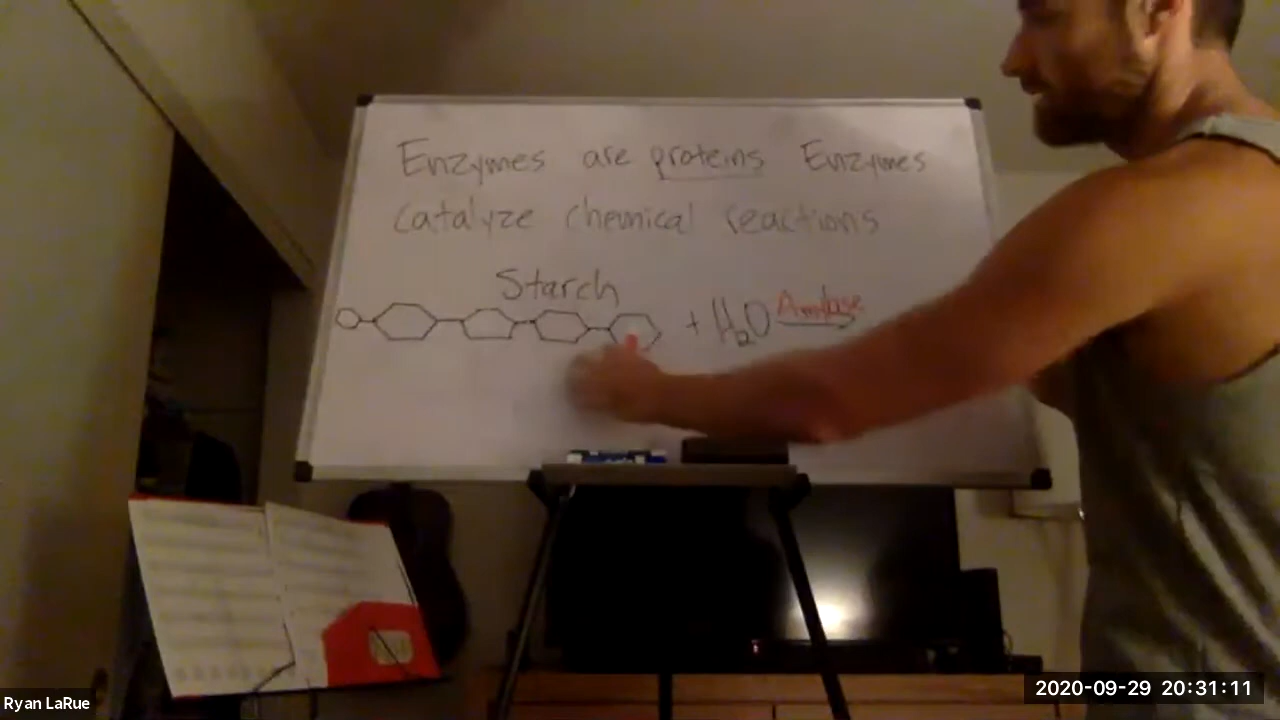 Enzymes are proteins Enzymes
catalyze chemical reactions
Starch
+ H₂O Amylase
Ryan LaRue
2020-09-29 20:31:11